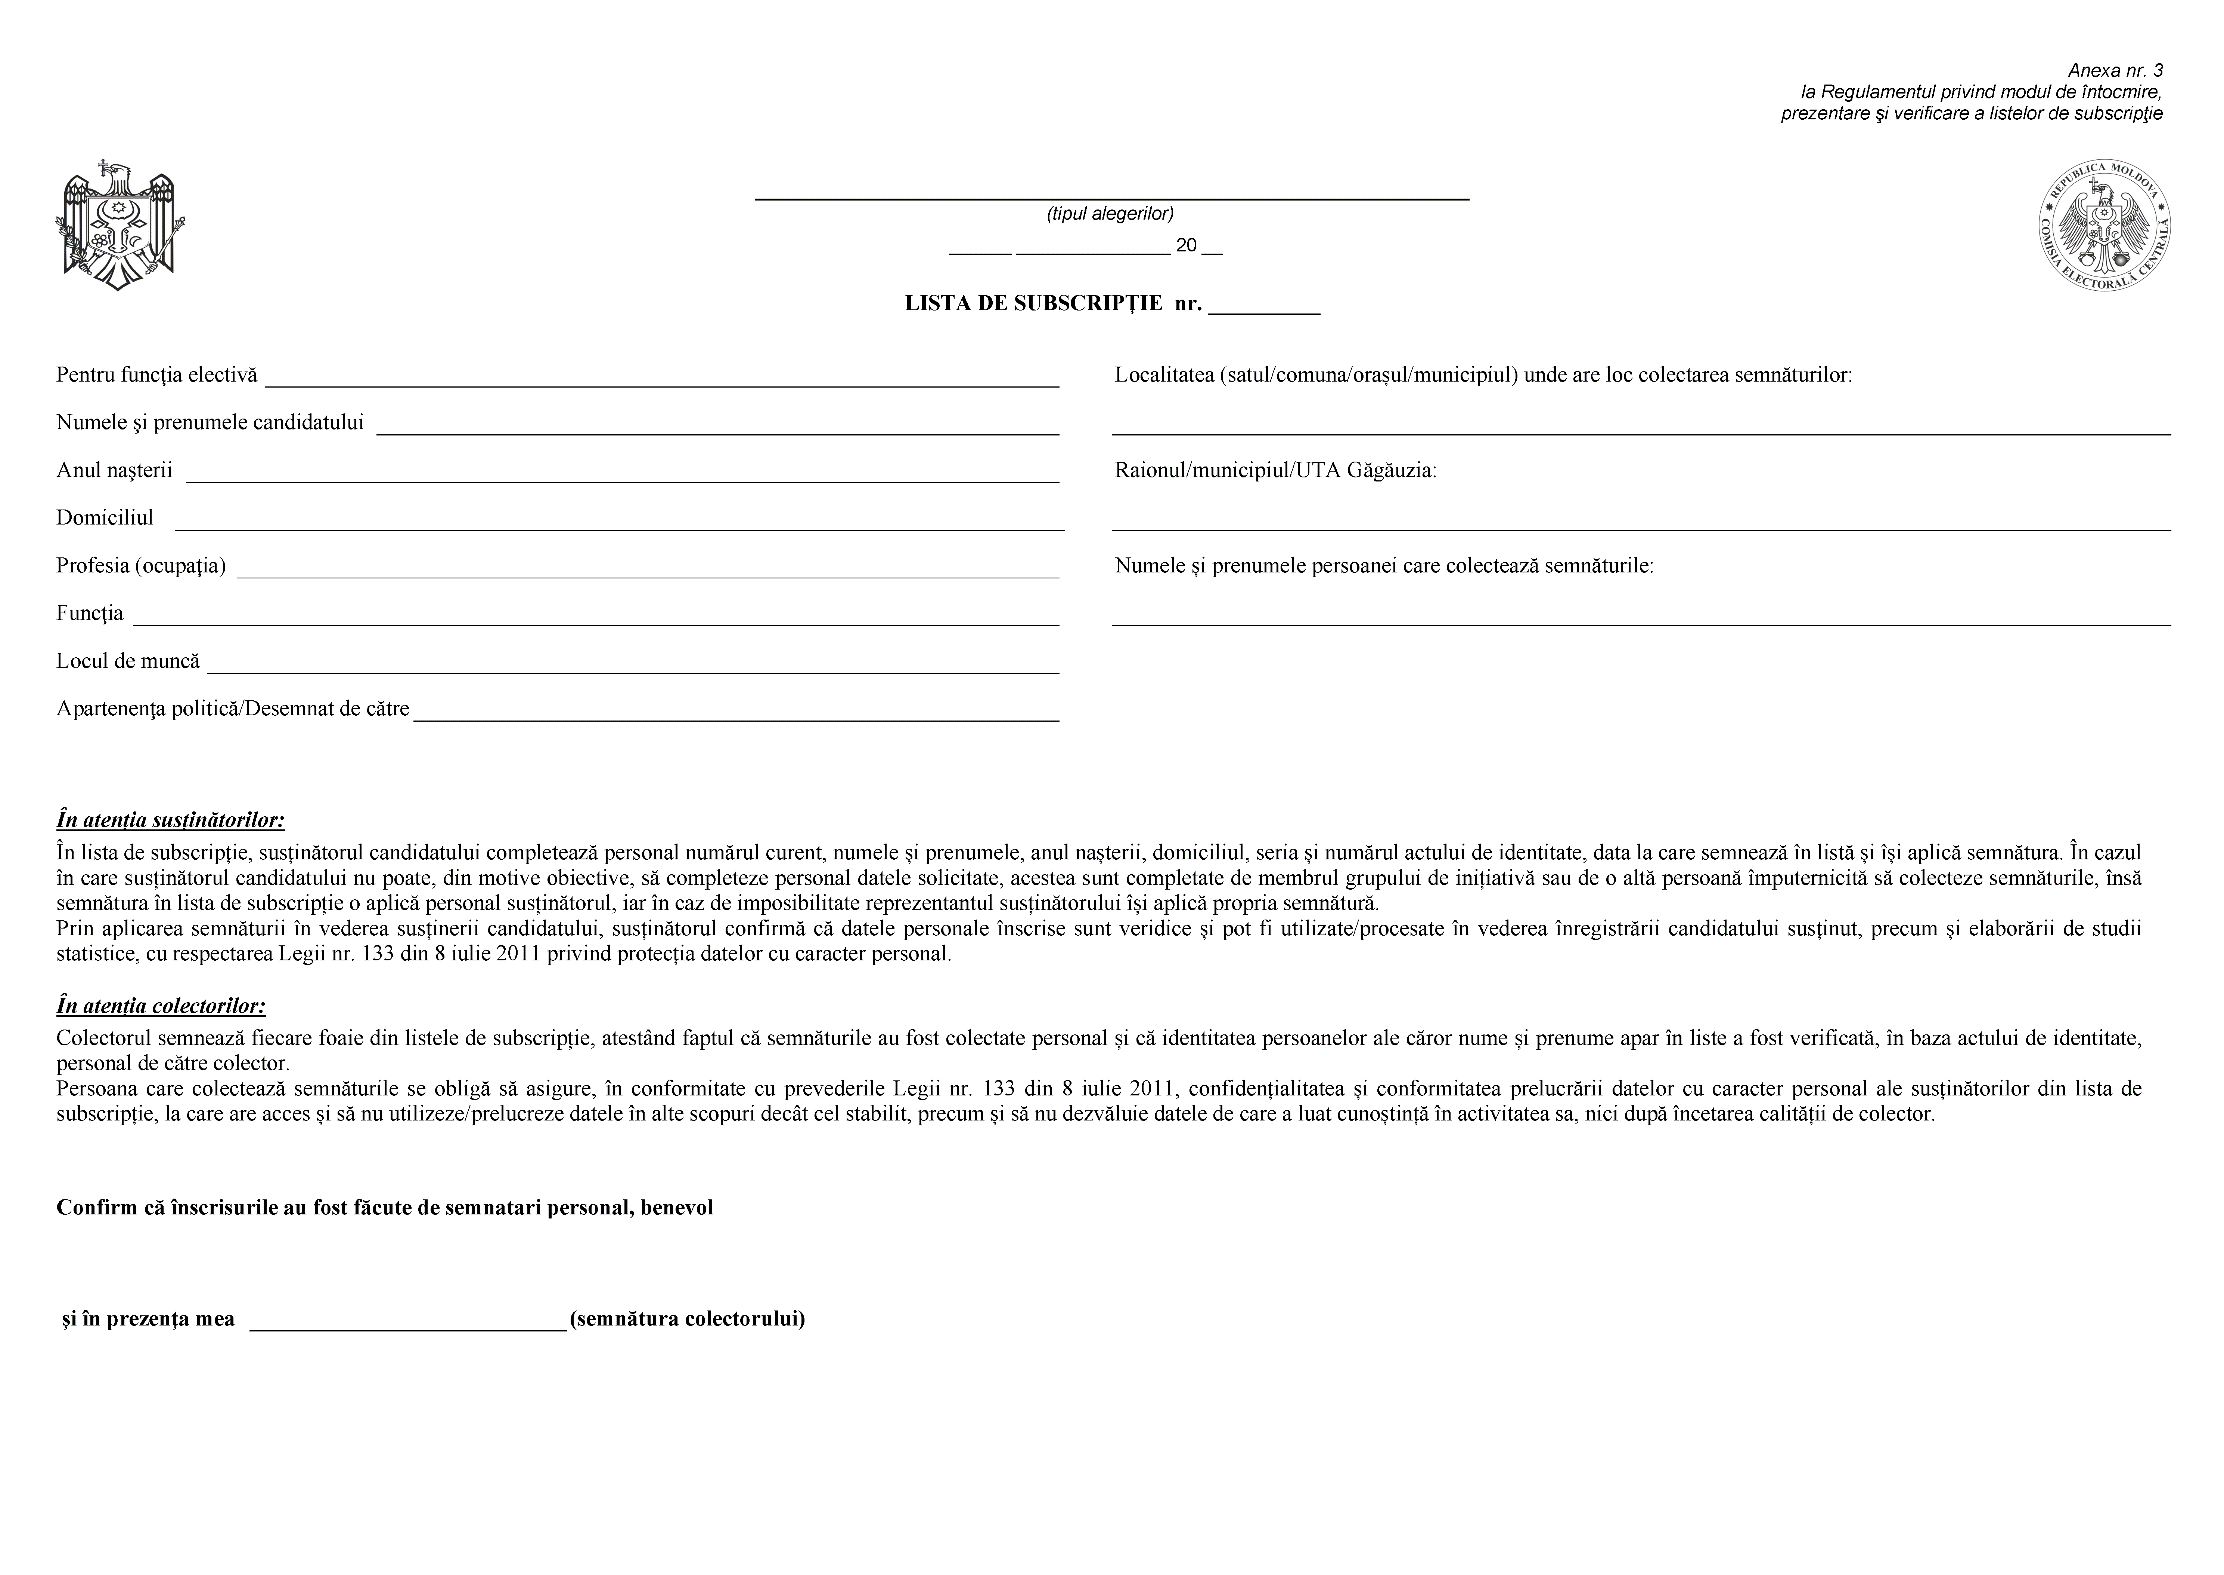 Anexa nr. 3
la Regulamentul privind modul de întocmire,
prezentare şi verificare a listelor de subscripţie
REPUBLICA MOLDOVA
COMISIA ELECTORALĂ CENTRALĂ
(tipul alegerilor)
______ _______________ 20 __
LISTA DE SUBSCRIPȚIE nr. __________
Pentru funcția electivă
Localitatea (satul/comuna/orașul/municipiul) unde are loc colectarea semnăturilor:
Numele şi prenumele candidatului
Anul naşterii
Raionul/municipiul/UTA Găgăuzia:
Domiciliul
Profesia (ocupaţia)
Numele și prenumele persoanei care colectează semnăturile:
Funcţia
Locul de muncă
Apartenenţa politică/Desemnat de către
În atenția susținătorilor:
În lista de subscripție, susținătorul candidatului completează personal numărul curent, numele și prenumele, anul nașterii, domiciliul, seria și numărul actului de identitate, data la care semnează în listă și își aplică semnătura. În cazul
în care susținătorul candidatului nu poate, din motive obiective, să completeze personal datele solicitate, acestea sunt completate de membrul grupului de inițiativă sau de o altă persoană împuternicită să colecteze semnăturile, însă
semnătura în lista de subscripție o aplică personal susținătorul, iar în caz de imposibilitate reprezentantul susținătorului își aplică propria semnătură.
Prin aplicarea semnăturii în vederea susținerii candidatului, susținătorul confirmă că datele personale înscrise sunt veridice și pot fi utilizate/procesate în vederea înregistrării candidatului susținut, precum și elaborării de studii
statistice, cu respectarea Legii nr. 133 din 8 iulie 2011 privind protecția datelor cu caracter personal.
În atenția colectorilor:
Colectorul semnează fiecare foaie din listele de subscripție, atestând faptul că semnăturile au fost colectate personal și că identitatea persoanelor ale căror nume și prenume apar în liste a fost verificată, în baza actului de identitate,
personal de către colector.
Persoana care colectează semnăturile se obligă să asigure, în conformitate cu prevederile Legii nr. 133 din 8 iulie 2011, confidențialitatea și conformitatea prelucrării datelor cu caracter personal ale susținătorilor din lista de
subscripție, la care are acces și să nu utilizeze/prelucreze datele în alte scopuri decât cel stabilit, precum și să nu dezvăluie datele de care a luat cunoștință în activitatea sa, nici după încetarea calității de colector.
Confirm că înscrisurile au fost făcute de semnatari personal, benevol
şi în prezenţa mea ____________________________ (semnătura colectorului)